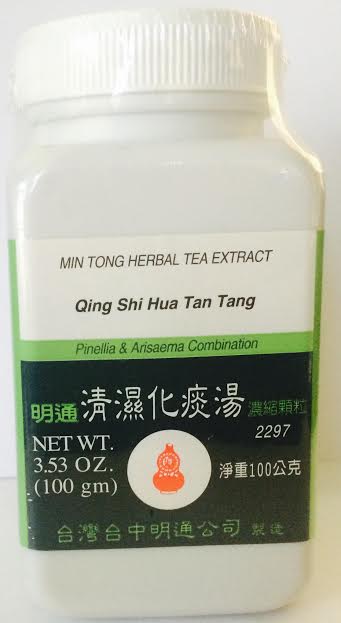 MIN TONG HERBAL TEA EXTRACT
Qing Shi Hua Tan Tang
Pinellia & Arisaema Combination
明通 清濕化痰湯 濃縮顆粒
2297
NET WT.
3.53 OZ.
(100 gm)
淨重100公克
台灣台中明通公司 製造